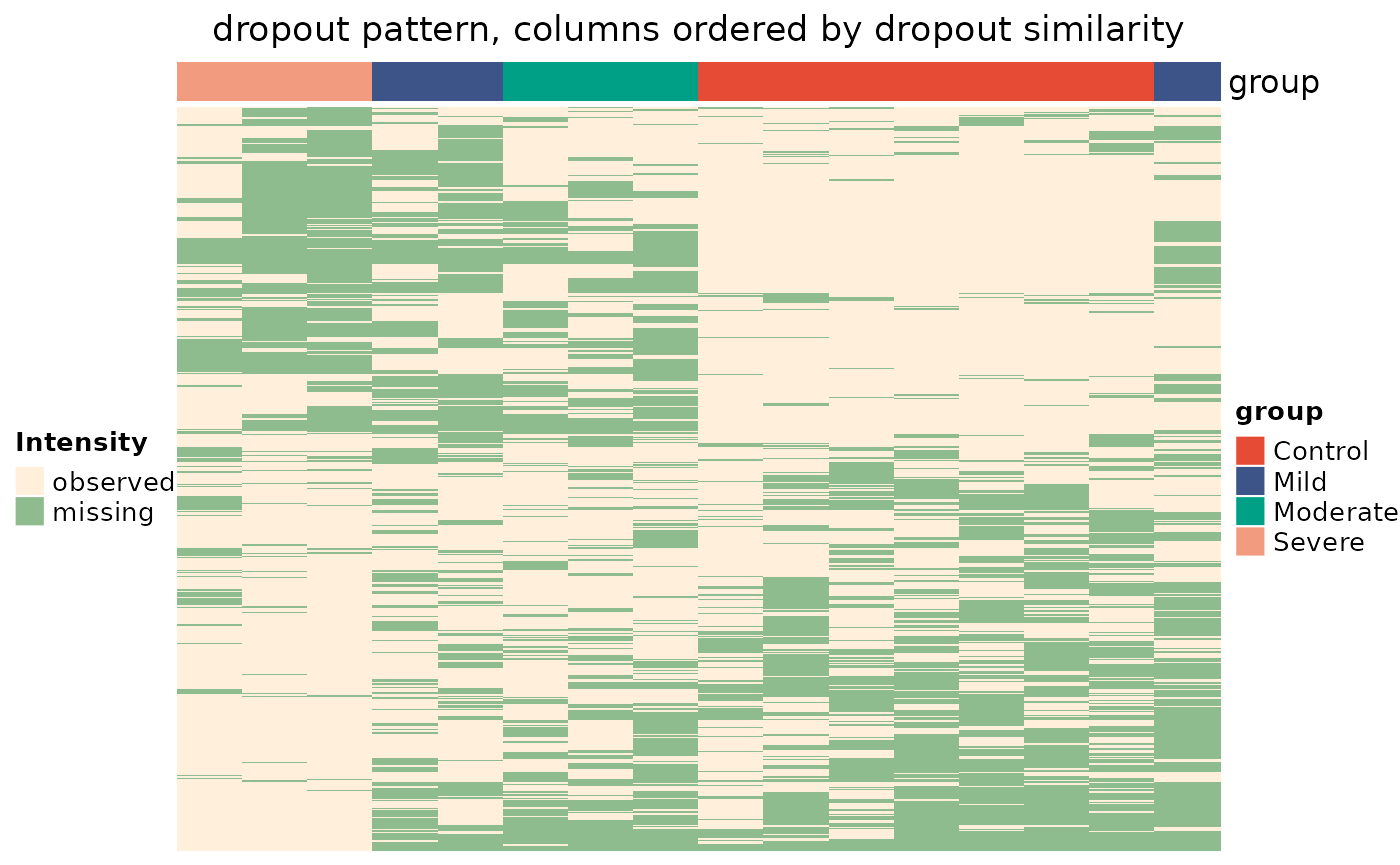 dropout pattern, columns ordered by dropout similarity
group
Intensity
observed
missing
group
Control
Mild
Moderate
Severe